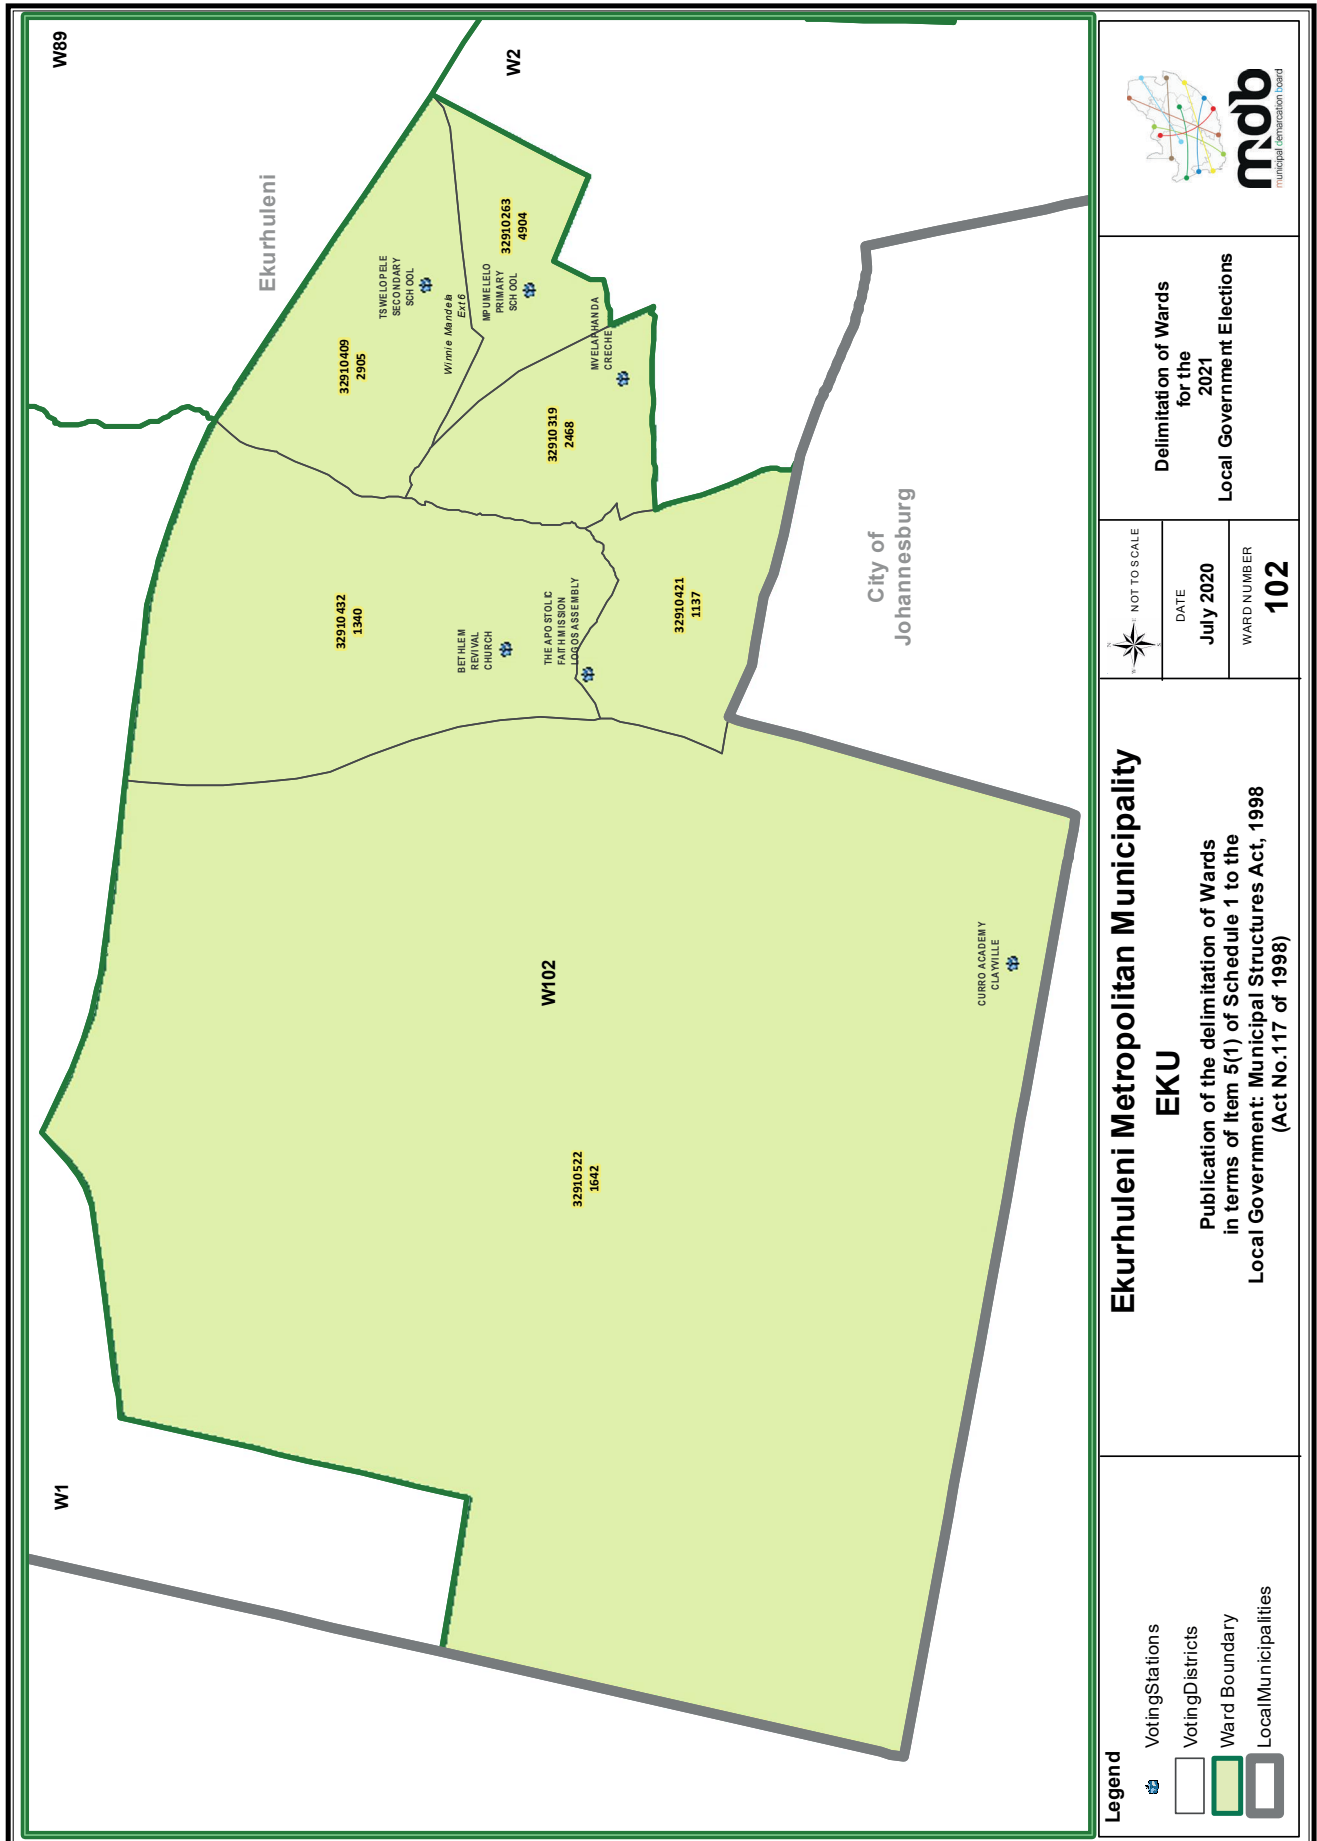 W89
W2
W1
Ekurhuleni
TSWELOPELE
SECONDARY
SCHOOL
32910409
2905
Winnie Mandela
Ext 6
MPUMELELO
PRIMARY
SCHOOL
32910263
4904
MVELAPHANDA
CRECHE
32910319
2468
32910432
1340
BETHLEM
REVIVAL
CHURCH
THE APOSTOLIC
FAITH MISSION
LOGOS ASSEMBLY
32910421
1137
City of
Johannesburg
W102
32910522
1642
CURRO ACADEMY
CLAYVILLE
Legend
VotingStations
VotingDistricts
Ward Boundary
LocalMunicipalities
Ekurhuleni Metropolitan Municipality
EKU
Publication of the delimitation of Wards
in terms of Item 5(1) of Schedule 1 to the
Local Government: Municipal Structures Act, 1998
(Act No.117 of 1998)
N
W E
S
NOT TO SCALE
DATE
July 2020
WARD NUMBER
102
Delimitation of Wards
for the
2021
Local Government Elections
mdb
municipal demarcation board